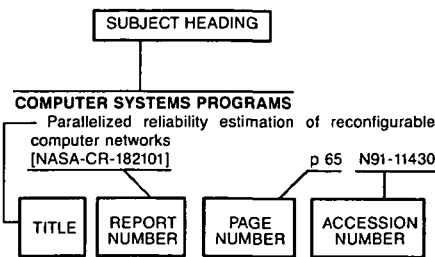 SUBJECT HEADING
COMPUTER SYSTEMS PROGRAMS
Parallelized reliability estimation of reconfigurable
computer networks
[NASA-CR-182101] p 65 N91-11430
TITLE
REPORT NUMBER
PAGE NUMBER
ACCESSION NUMBER